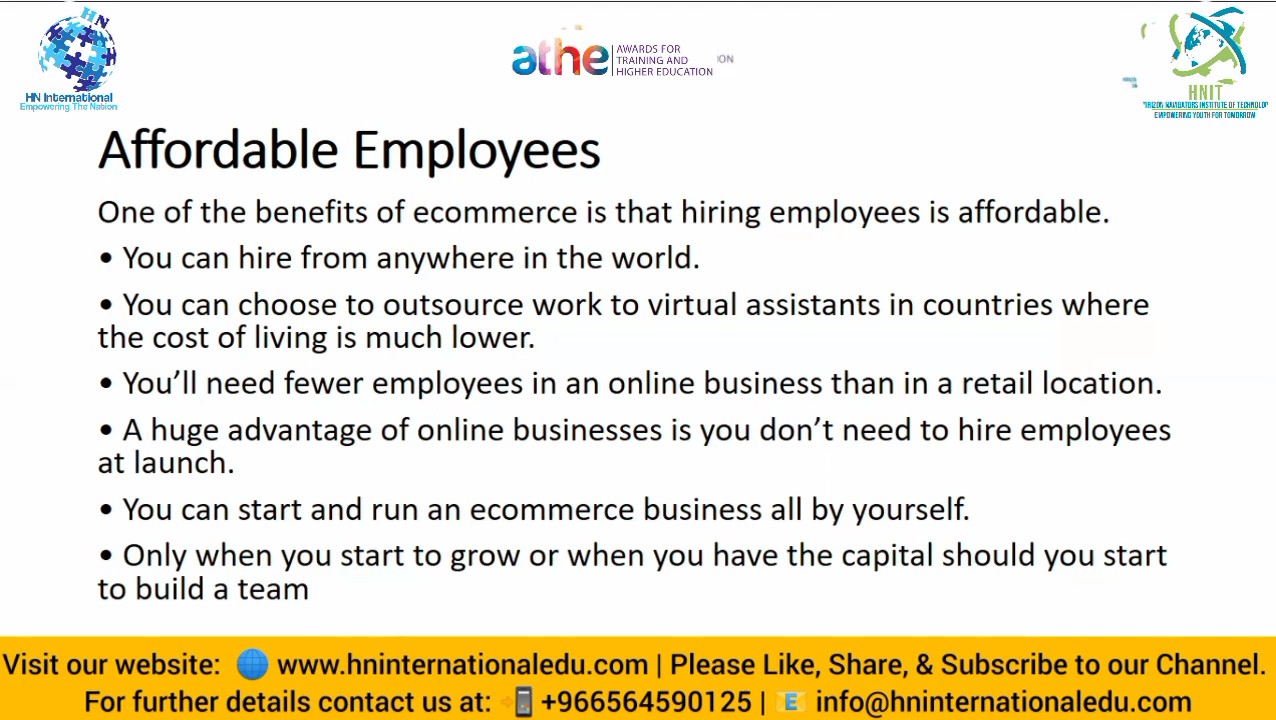 HN
HN International
Empowering The Nation
athe
AWARDS FOR
TRAINING AND
HIGHER EDUCATION
ION
HNIT
INSTITUTE OF
EMPOWERING YOUTH FOR TOMORROW
Affordable Employees
One of the benefits of ecommerce is that hiring employees is affordable.
• You can hire from anywhere in the world.
• You can choose to outsource work to virtual assistants in countries where
the cost of living is much lower.
• You’ll need fewer employees in an online business than in a retail location.
• A huge advantage of online businesses is you don’t need to hire employees
at launch.
• You can start and run an ecommerce business all by yourself.
• Only when you start to grow or when you have the capital should you start
to build a team
Visit our website: 🌐 www.hninternationaledu.com | Please Like, Share, & Subscribe to our Channel.
For further details contact us at: 📲 +966564590125 | 📧 info@hninternationaledu.com